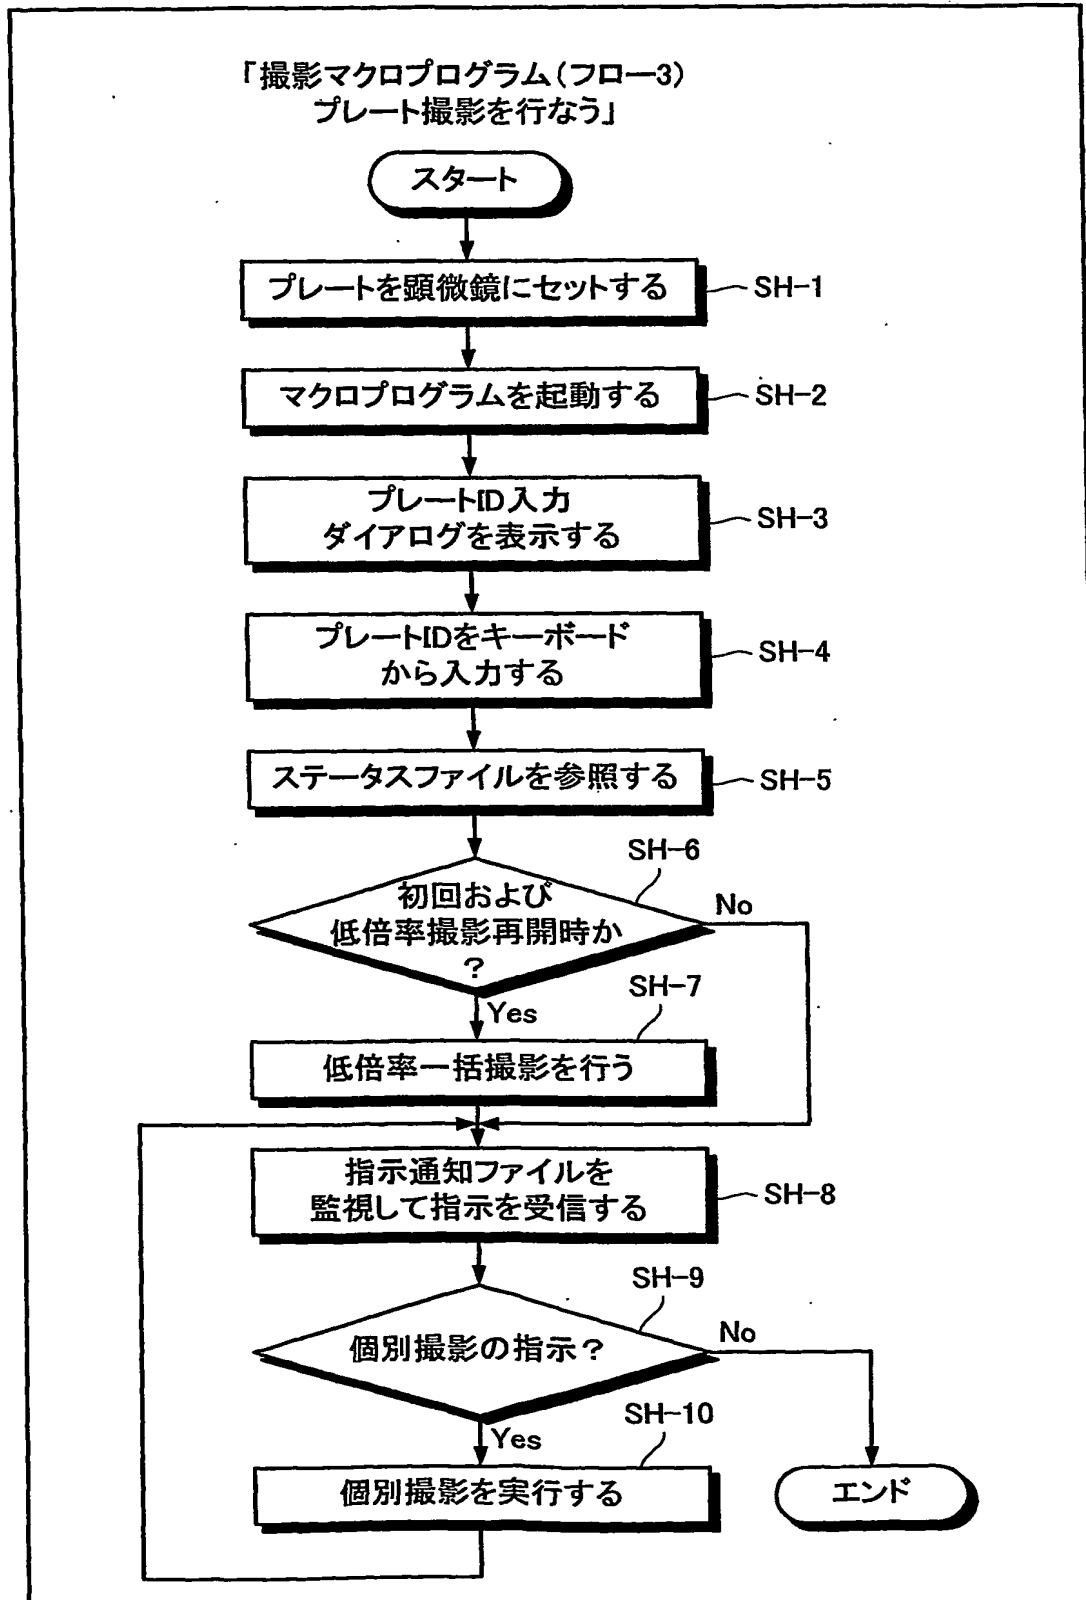 「撮影マクロプログラム(フロー3)
プレート撮影を行なう」
スタート
プレートを顕微鏡にセットする
SH-1
マクロプログラムを起動する
SH-2
プレートID入力
ダイアログを表示する
SH-3
プレートIDをキーボード
から入力する
SH-4
ステータスファイルを参照する
SH-5
SH-6
初回および
低倍率撮影再開時か
?
No
Yes
SH-7
低倍率一括撮影を行う
指示通知ファイルを
監視して指示を受信する
SH-8
SH-9
個別撮影の指示?
No
Yes
SH-10
個別撮影を実行する
エンド